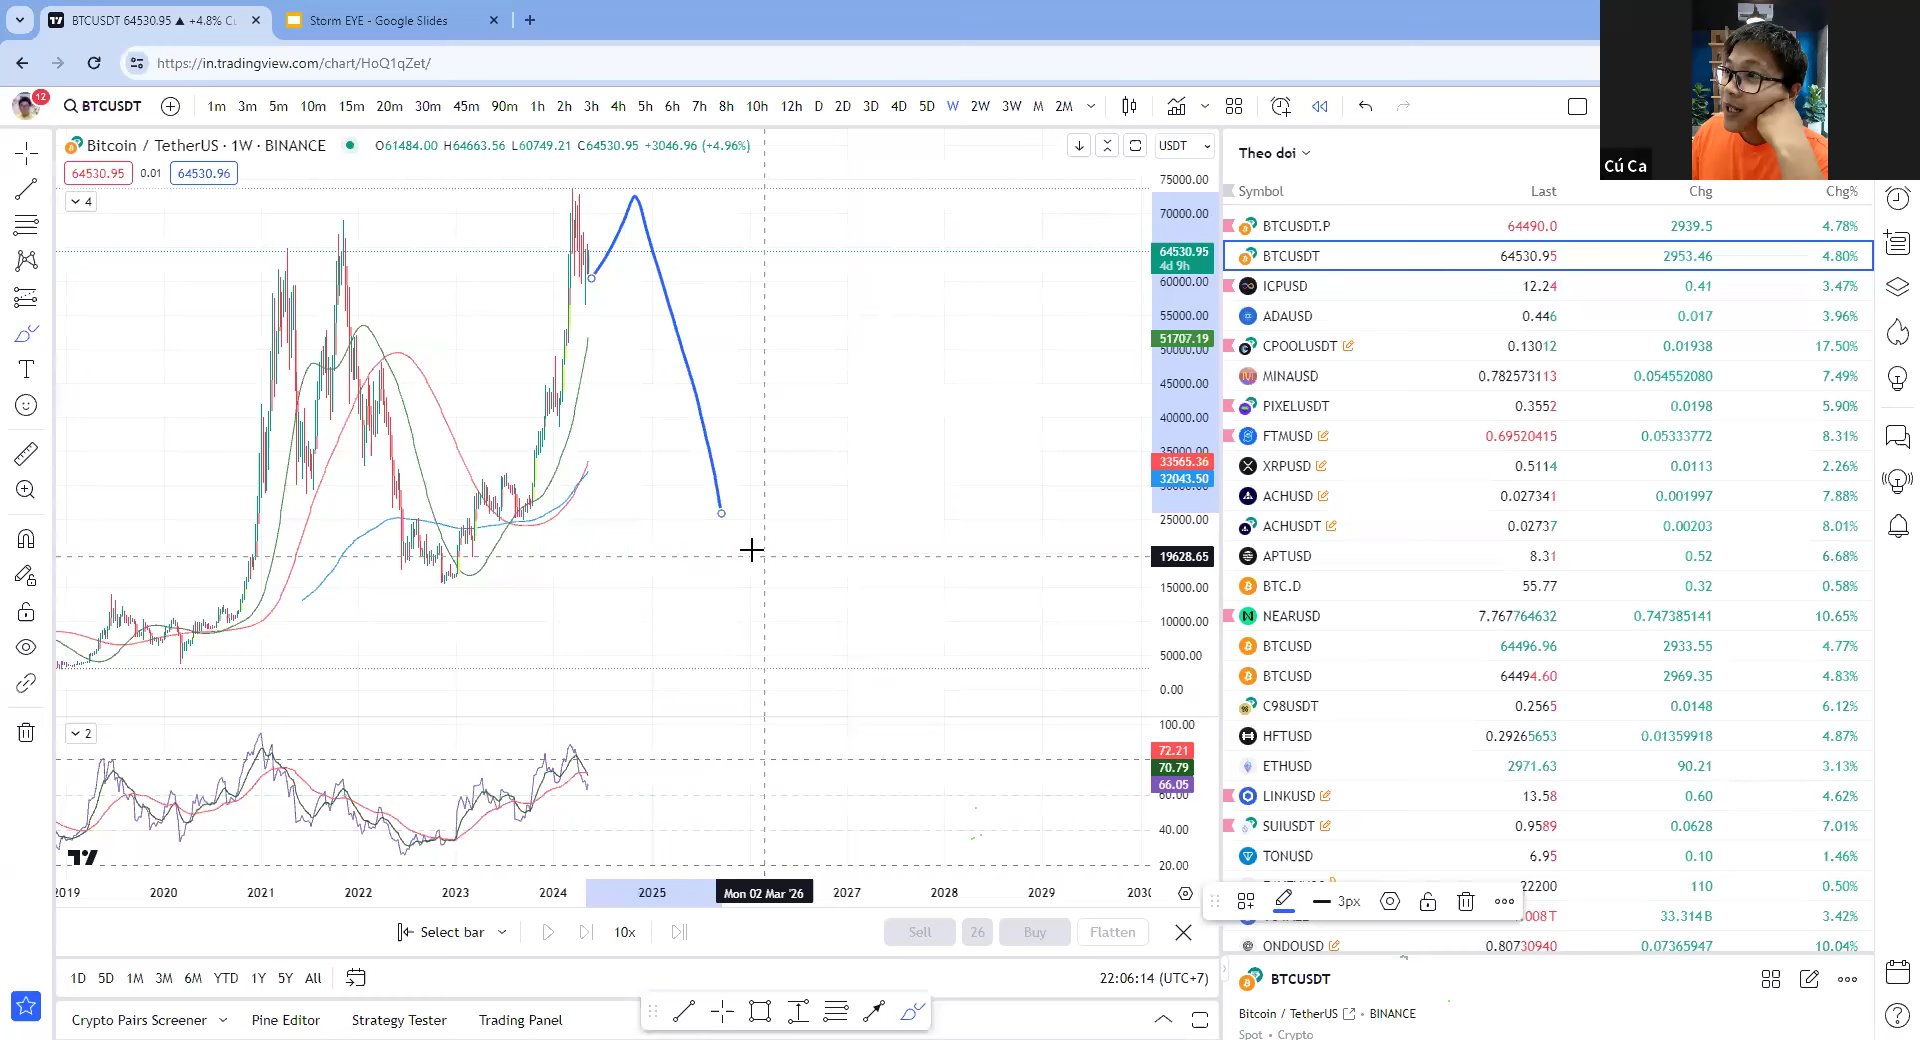 BTCUSDT 64530.95 ▲ +4.8%
Storm EYE - Google Slides
https://in.tradingview.com/chart/HoQ1qZet/
12
BTCUSDT
1m 3m 5m 10m 15m 20m 30m 45m 90m 1h 2h 3h 4h 5h 6h 7h 8h 10h 12h D 2D 3D 4D 5D W 2W 3W M 2M
Bitcoin / TetherUS · 1W · BINANCE
O61484.00 H64663.56 L60749.21 C64530.95 +3046.96 (+4.96%)
USDT
64530.95 0.01 64530.96
4
75000.00
70000.00
64530.95
4d 9h
60000.00
55000.00
51707.19
50000.00
45000.00
40000.00
35000.00
33565.36
32043.50
25000.00
19628.65
15000.00
10000.00
5000.00
0.00
2
100.00
72.21
70.79
66.05
60.00
40.00
20.00
2019 2020 2021 2022 2023 2024 2025 Mon 02 Mar '26 2027 2028 2029
Select bar
10x
Sell 26 Buy Flatten
1D 5D 1M 3M 6M YTD 1Y 5Y All
22:06:14 (UTC+7)
Crypto Pairs Screener Pine Editor Strategy Tester Trading Panel
Cú Ca
Theo doi
Symbol Last Chg Chg%
BTCUSDT.P 64490.0 2939.5 4.78%
BTCUSDT 64530.95 2953.46 4.80%
ICPUSD 12.24 0.41 3.47%
ADAUSD 0.446 0.017 3.96%
CPOOLUSDT 0.13012 0.01938 17.50%
MINAUSD 0.782573113 0.054552080 7.49%
PIXELUSDT 0.3552 0.0198 5.90%
FTMUSD 0.69520415 0.05333772 8.31%
XRPUSD 0.5114 0.0113 2.26%
ACHUSD 0.027341 0.001997 7.88%
ACHUSDT 0.02737 0.00203 8.01%
APTUSD 8.31 0.52 6.68%
BTC.D 55.77 0.32 0.58%
NEARUSD 7.767764632 0.747385141 10.65%
BTCUSD 64496.96 2933.55 4.77%
BTCUSD 64494.60 2969.35 4.83%
C98USDT 0.2565 0.0148 6.12%
HFTUSD 0.29265653 0.01359918 4.87%
ETHUSD 2971.63 90.21 3.13%
LINKUSD 13.58 0.60 4.62%
SUIUSDT 0.9589 0.0628 7.01%
TONUSD 6.95 0.10 1.46%
22200 110 0.50%
3px
.008T 33.314B 3.42%
ONDOUSD 0.80730940 0.07365947 10.04%
BTCUSDT
Bitcoin / TetherUS • BINANCE
Spot • Crypto